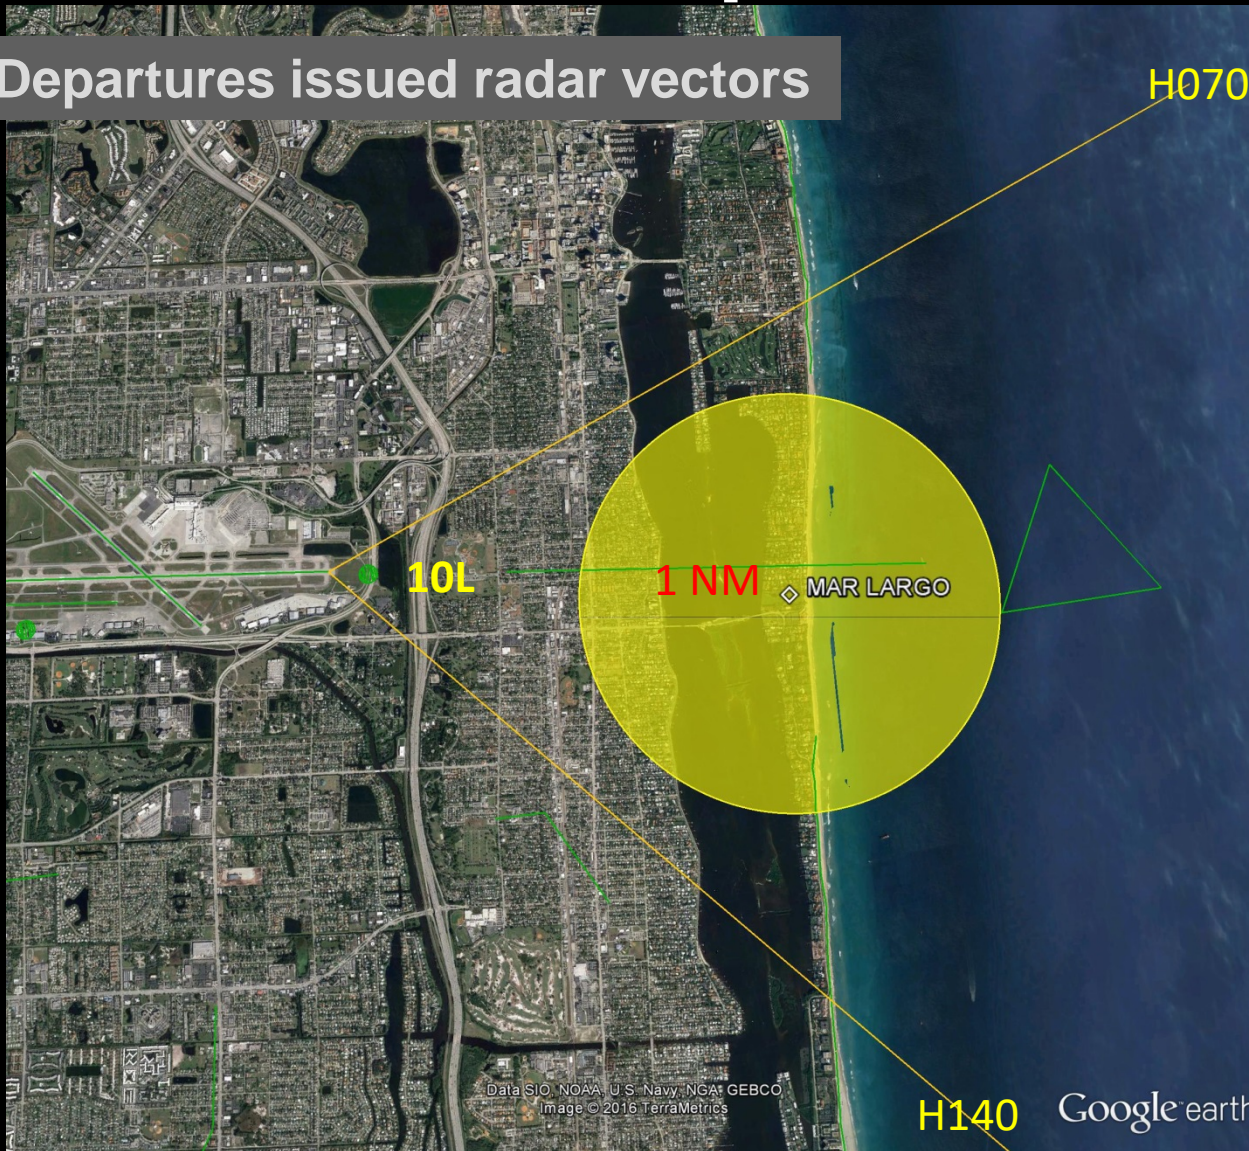 Departures issued radar vectors
H070
10L
1 NM
MAR LARGO
Data SIO, NOAA, U.S. Navy, NGA, GEBCO
Image © 2016 TerraMetrics
H140
Google earth